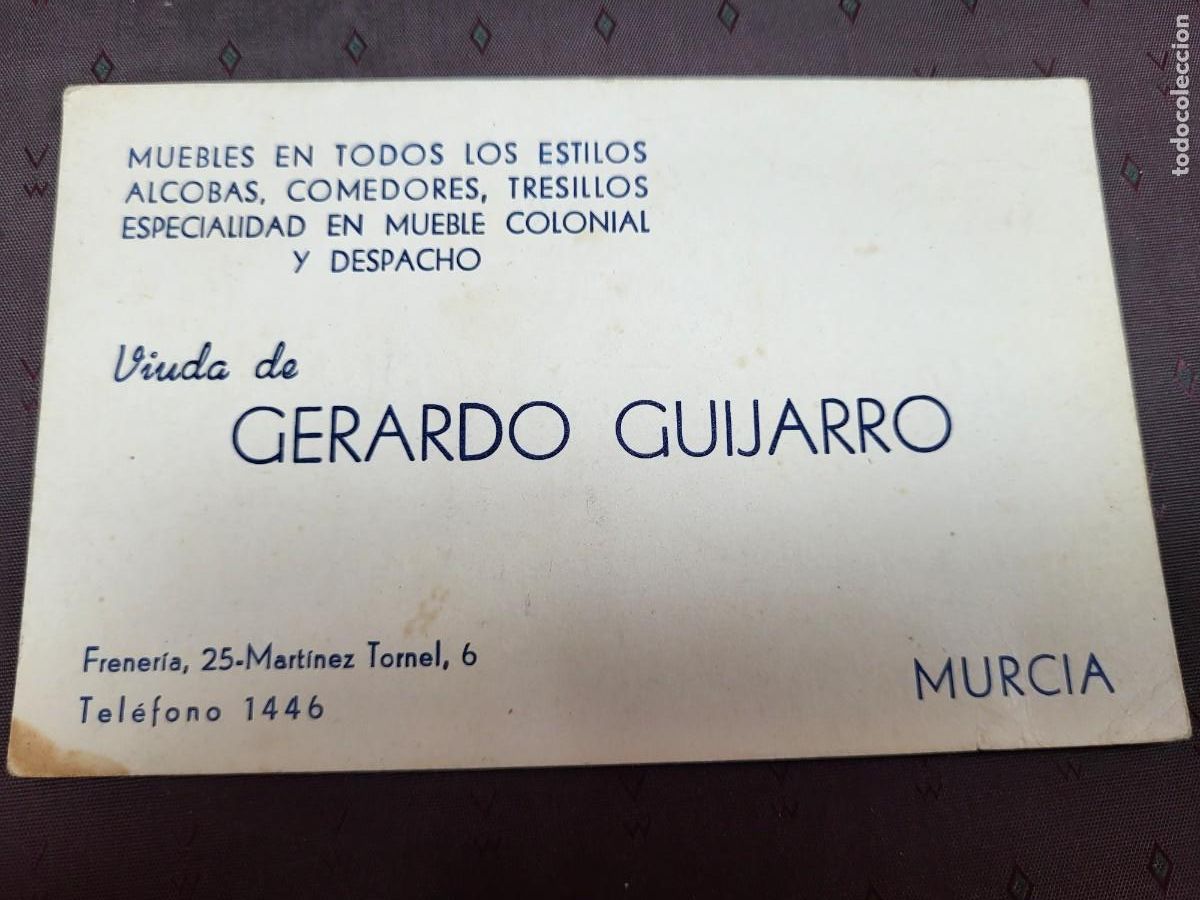 MUEBLES EN TODOS LOS ESTILOS
ALCOBAS, COMEDORES, TRESILLOS
ESPECIALIDAD EN MUEBLE COLONIAL
Y DESPACHO
Viuda de
GERARDO GUIJARRO
Frenería, 25-Martínez Tornel, 6
Teléfono 1446
MURCIA
todocoleccion